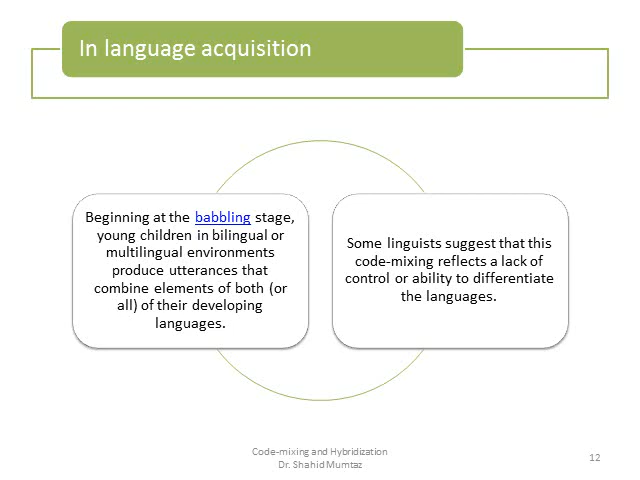 In language acquisition
Beginning at the babbling stage,
young children in bilingual or
multilingual environments
produce utterances that
combine elements of both (or
all) of their developing
languages.
Some linguists suggest that this
code-mixing reflects a lack of
control or ability to differentiate
the languages.
Code-mixing and Hybridization
Dr. Shahid Mumtaz
12